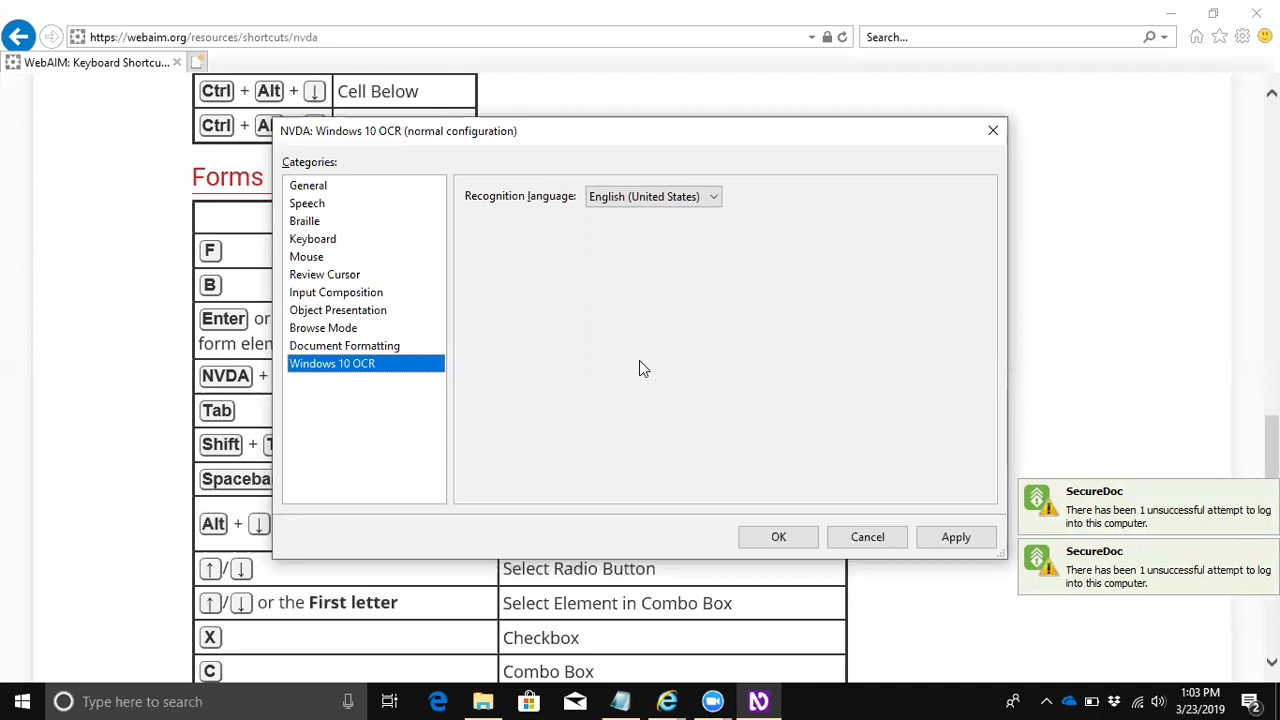 https://webaim.org/resources/shortcuts/nvda
Search...
WebAIM: Keyboard Shortcu...
Ctrl + Alt + ↓ Cell Below
Ctrl +
NVDA: Windows 10 OCR (normal configuration)
Categories:
General
Speech
Braille
Keyboard
Mouse
Review Cursor
Input Composition
Object Presentation
Browse Mode
Document Formatting
Windows 10 OCR
Recognition language: English (United States)
OK Cancel Apply
Forms
F
B
Enter or
form
NVDA +
Tab
Shift +
Alt + ↓
↑/↓ Select Radio Button
↑/↓ or the First letter Select Element in Combo Box
X Checkbox
C Combo Box
SecureDoc
There has been 1 unsuccessful attempt to log
into this computer.
SecureDoc
There has been 1 unsuccessful attempt to log
into this computer.
Type here to search
1:03 PM
3/23/2019
2